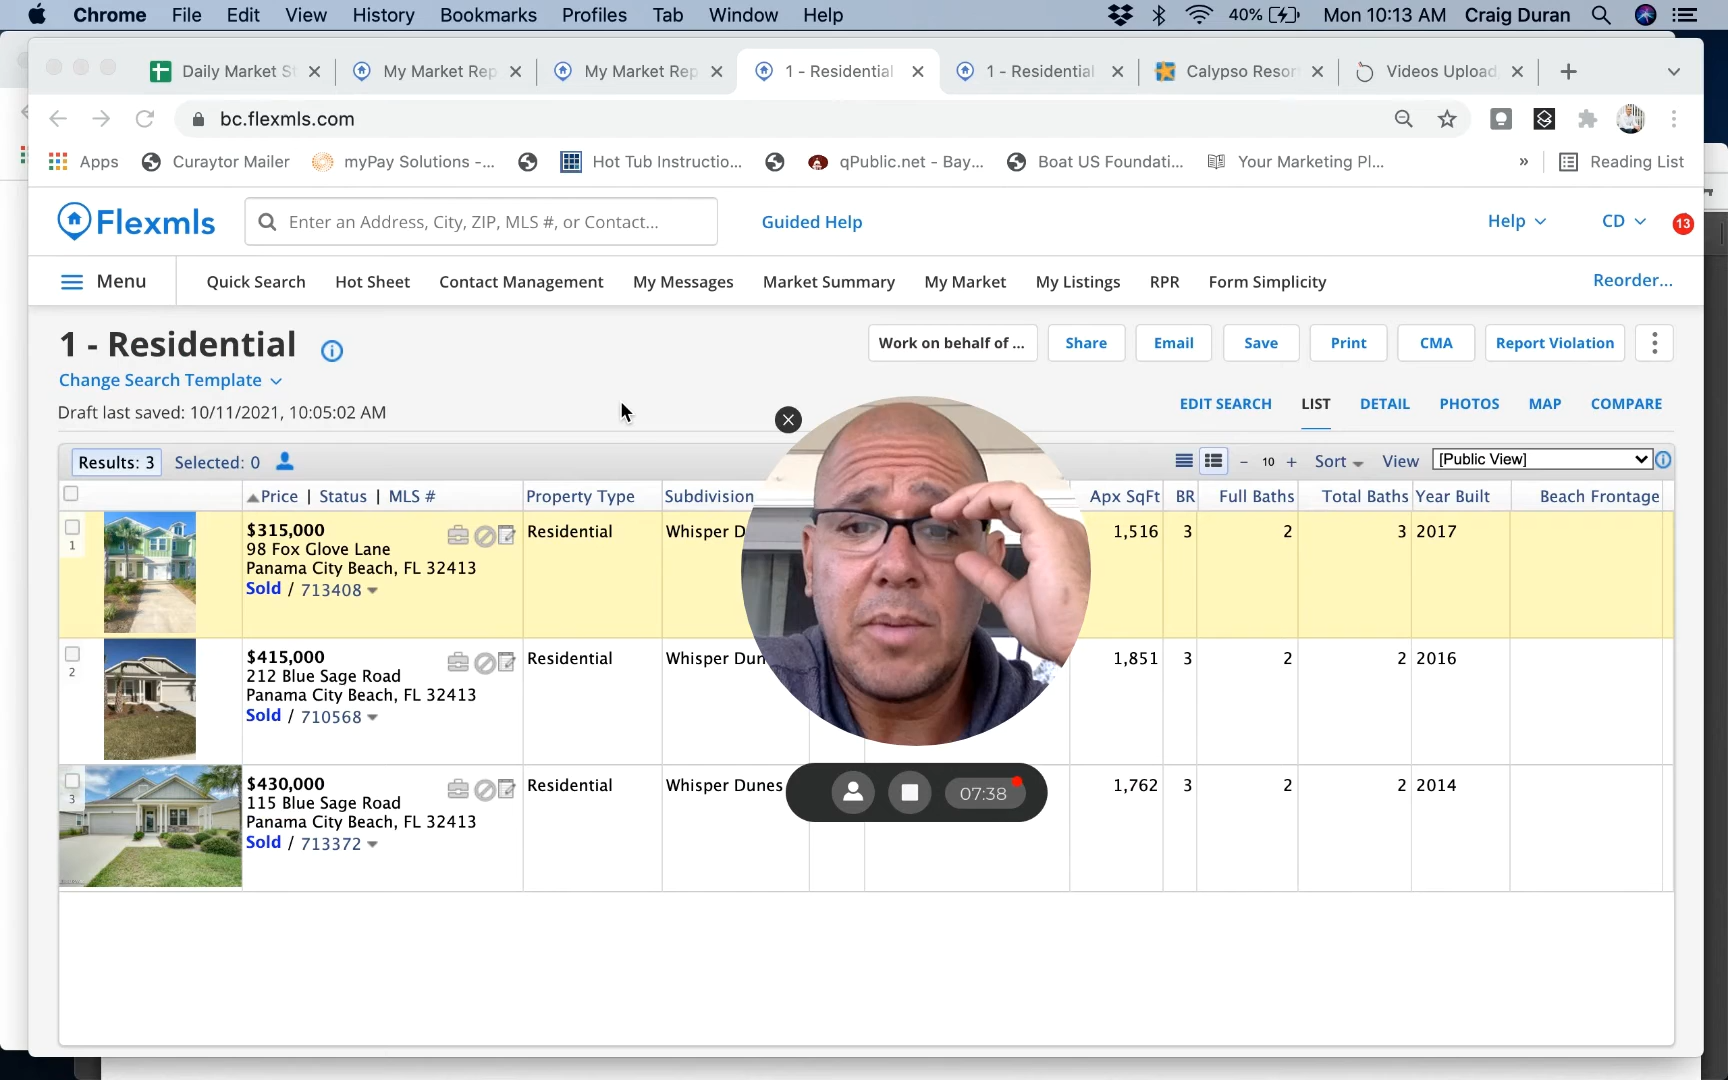 Chrome File Edit View History Bookmarks Profiles Tab Window Help 40% Mon 10:13 AM Craig Duran
Daily Market St My Market Rep My Market Rep 1 - Residential 1 - Residential Calypso Resor Videos Upload
bc.flexmls.com
Apps Curaytor Mailer myPay Solutions -... Hot Tub Instructio... qPublic.net - Bay... Boat US Foundati... Your Marketing Pl... » Reading List
Flexmls Enter an Address, City, ZIP, MLS #, or Contact... Guided Help Help CD 13
Menu Quick Search Hot Sheet Contact Management My Messages Market Summary My Market My Listings RPR Form Simplicity Reorder...
1 - Residential Work on behalf of ... Share Email Save Print CMA Report Violation
Change Search Template
Draft last saved: 10/11/2021, 10:05:02 AM EDIT SEARCH LIST DETAIL PHOTOS MAP COMPARE
Results: 3 Selected: 0 - 10 + Sort View [Public View]
Price | Status | MLS # Property Type Subdivision Apx SqFt BR Full Baths Total Baths Year Built Beach Frontage
1 $315,000 Residential Whisper D 1,516 3 2 3 2017
98 Fox Glove Lane
Panama City Beach, FL 32413
Sold / 713408
2 $415,000 Residential Whisper Dun 1,851 3 2 2 2016
212 Blue Sage Road
Panama City Beach, FL 32413
Sold / 710568
3 $430,000 Residential Whisper Dunes 1,762 3 2 2 2014
115 Blue Sage Road
Panama City Beach, FL 32413
Sold / 713372
07:38